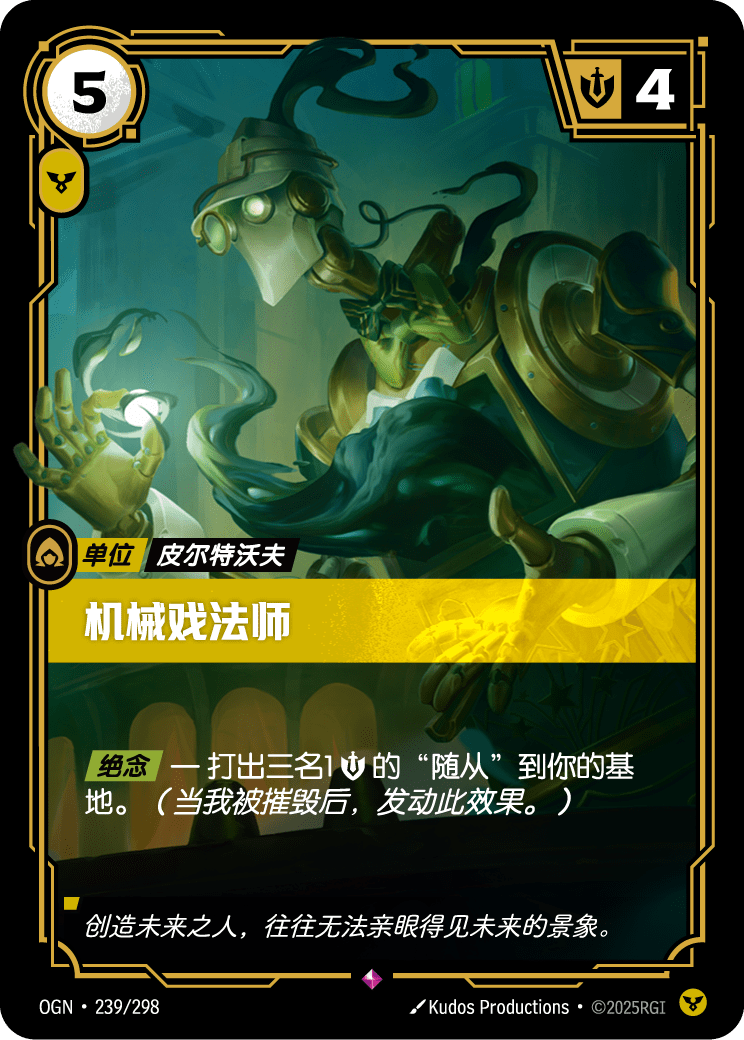 5
4
单位 皮尔特沃夫
机械戏法师
绝念 — 打出三名1 的“随从”到你的基
地。（当我被摧毁后，发动此效果。）
创造未来之人，往往无法亲眼得见未来的景象。
OGN • 239/298 Kudos Productions • ©2025RGI